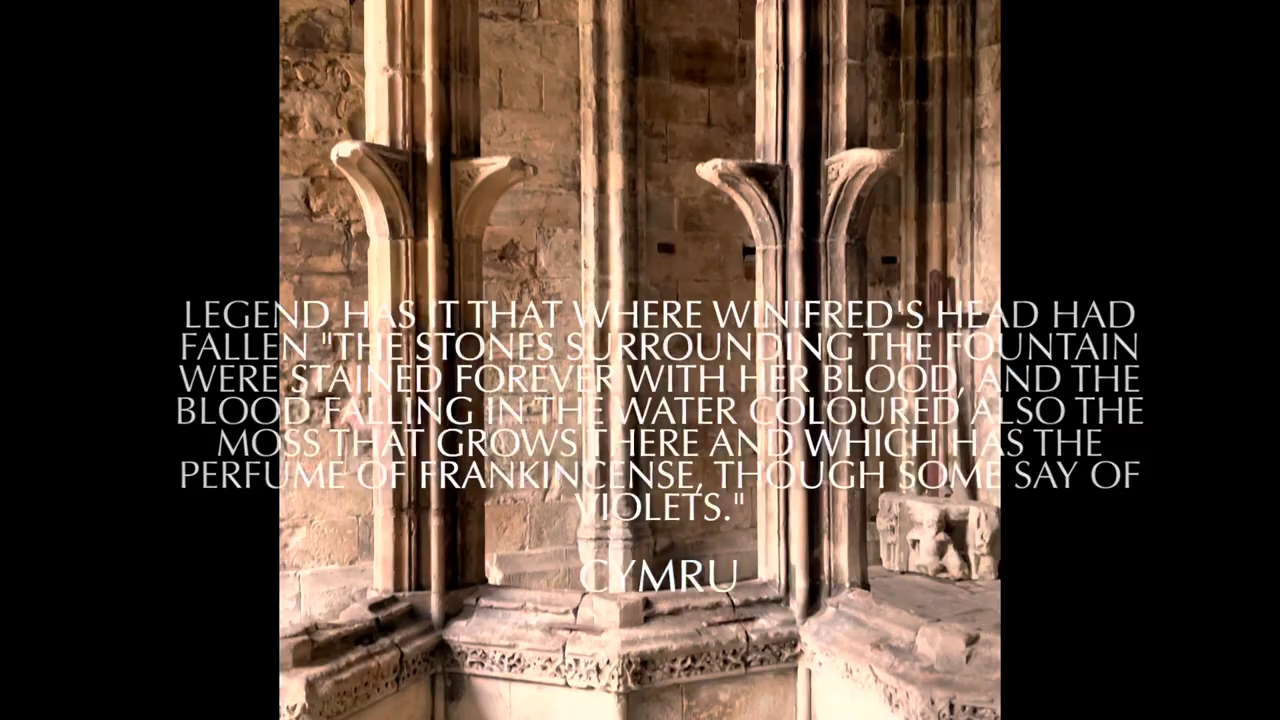 LEGEND HAS IT THAT WHERE WINIFRED'S HEAD HAD
FALLEN "THE STONES SURROUNDING THE FOUNTAIN
WERE STAINED FOREVER WITH HER BLOOD, AND THE
BLOOD FALLING IN THE WATER COLOURED ALSO THE
MOSS THAT GROWS THERE AND WHICH HAS THE
PERFUME OF FRANKINCENSE, THOUGH SOME SAY OF
VIOLETS."
CYMRU